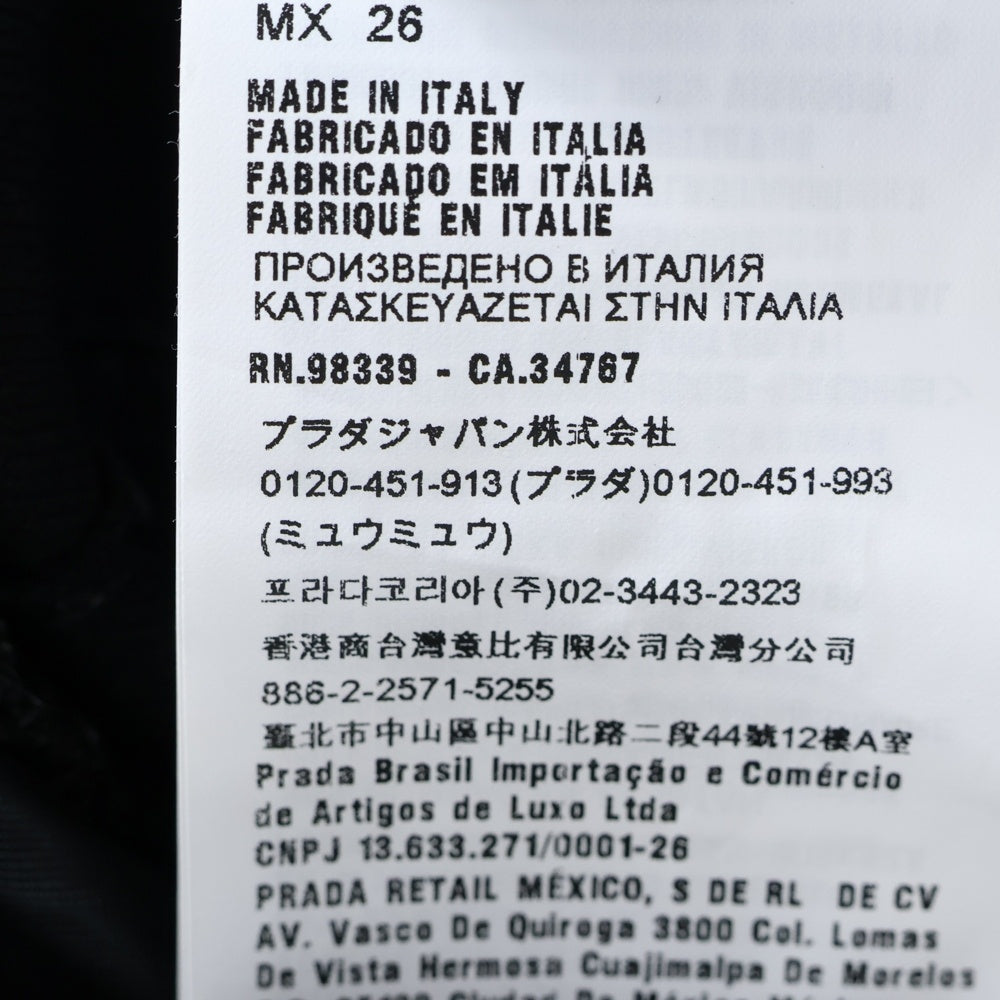 MX 26
MADE IN ITALY
FABRICADO EN ITALIA
FABRICADO EM ITÁLIA
FABRIQUÉ EN ITALIE
ПРОИЗВЕДЕНО В ИТАЛИЯ
ΚΑΤΑΣΚΕΥΑΖΕΤΑΙ ΣΤΗΝ ΙΤΑΛΙΑ
RN.98339 - CA.34767
プラダジャパン株式会社
0120-451-913(プラダ)0120-451-993
(ミュウミュウ)
프라다코리아(주)02-3443-2323
香港商台灣意比有限公司台灣分公司
886-2-2571-5255
臺北市中山區中山北路二段44號12樓A室
Prada Brasil Importação e Comércio
de Artigos de Luxo Ltda
CNPJ 13.633.271/0001-26
PRADA RETAIL MÉXICO, S DE RL DE CV
AV. Vasco De Quiroga 3800 Col. Lomas
De Vista Hermosa Cuajimalpa De Morelos